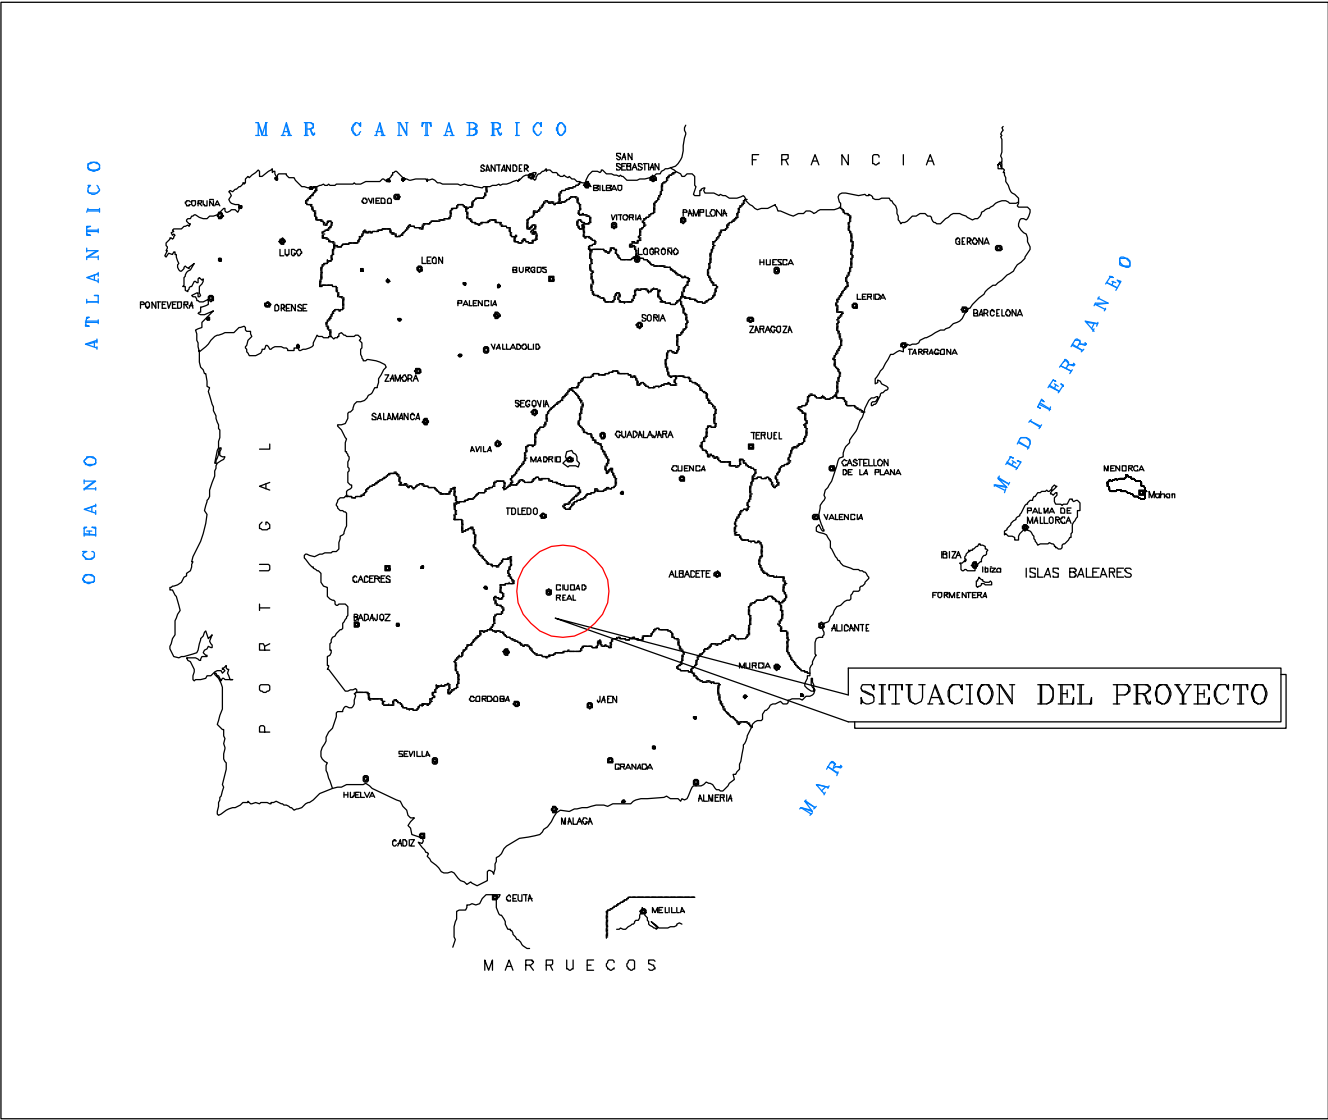 MAR CANTABRICO
FRANCIA
OCEANO ATLANTICO
SAN
SEBASTIAN
SANTANDER
BILBAO
CORUÑA
OVIEDO
VITORIA
PAMPLONA
LUGO
LEON
BURGOS
LOGROÑO
HUESCA
GERONA
PONTEVEDRA
ORENSE
PALENCIA
SORIA
ZARAGOZA
LERIDA
BARCELONA
VALLADOLID
TARRAGONA
ZAMORA
SALAMANCA
SEGOVIA
AVILA
MADRID
GUADALAJARA
TERUEL
CUENCA
CASTELLON
DE LA PLANA
MENORCA
Mahon
TOLEDO
VALENCIA
PALMA DE
MALLORCA
IBIZA
Ibiza
ISLAS BALEARES
FORMENTERA
PORTUGAL
CACERES
BADAJOZ
CIUDAD
REAL
ALBACETE
ALICANTE
MURCIA
SITUACION DEL PROYECTO
CORDOBA
JAEN
SEVILLA
GRANADA
HUELVA
ALMERIA
MALAGA
CADIZ
MAR MEDITERRANEO
CEUTA
MELILLA
MARRUECOS